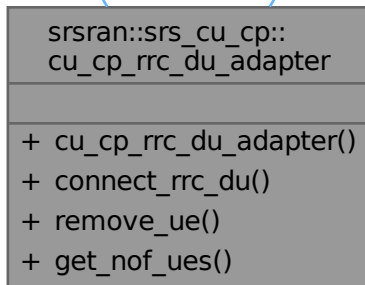 srsran::srs_cu_cp::
cu_cp_rrc_du_adapter
+ cu_cp_rrc_du_adapter()
+ connect_rrc_du()
+ remove_ue()
+ get_nof_ues()